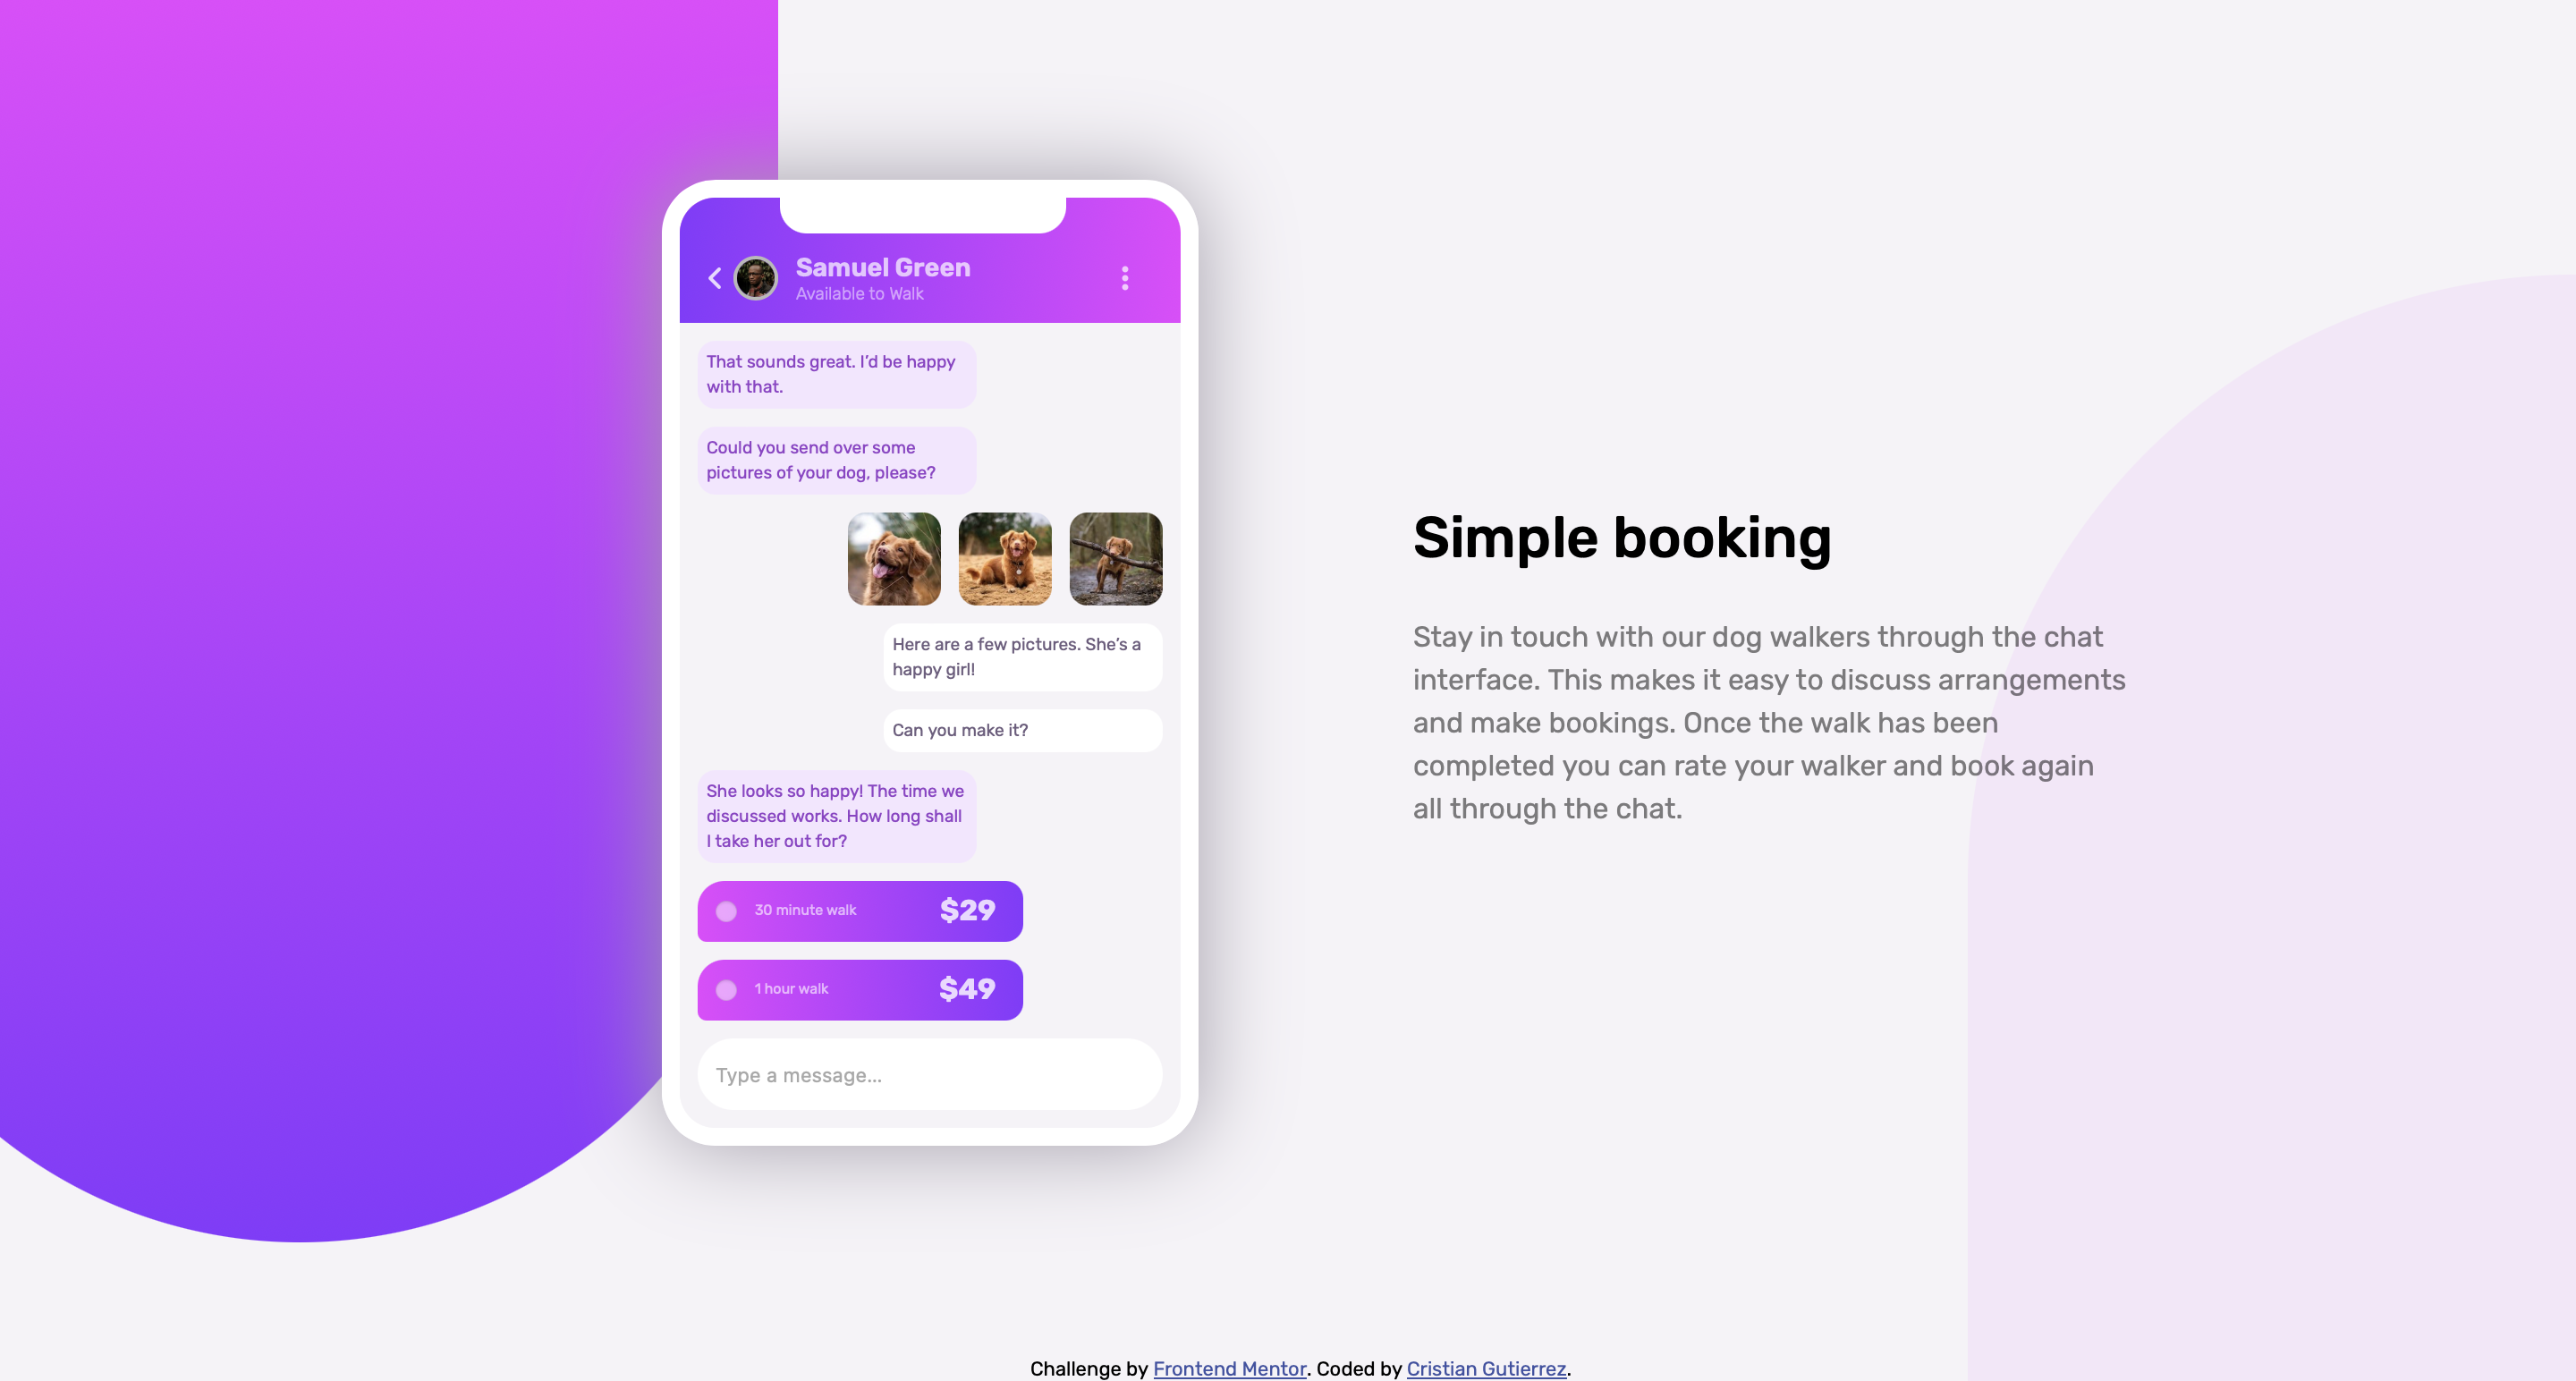 Samuel Green
Available to Walk
That sounds great. I’d be happy
with that.
Could you send over some
pictures of your dog, please?
Here are a few pictures. She’s a
happy girl!
Can you make it?
She looks so happy! The time we
discussed works. How long shall
I take her out for?
30 minute walk $29
1 hour walk $49
Type a message...
Simple booking
Stay in touch with our dog walkers through the chat
interface. This makes it easy to discuss arrangements
and make bookings. Once the walk has been
completed you can rate your walker and book again
all through the chat.
Challenge by Frontend Mentor. Coded by Cristian Gutierrez.